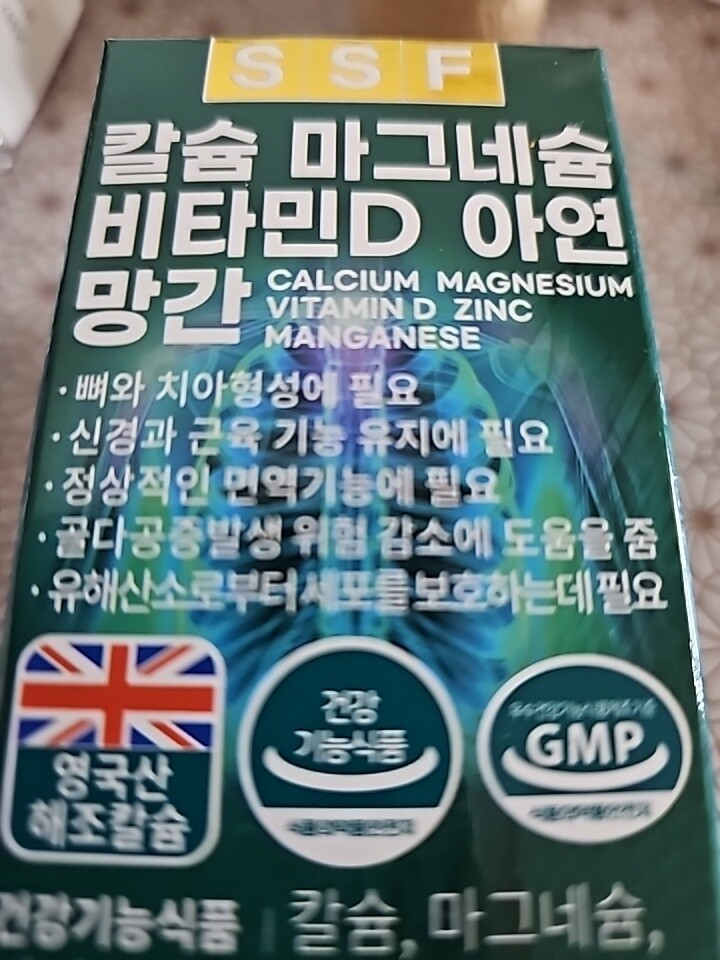 SSF
칼슘 마그네슘
비타민D 아연
망간
CALCIUM MAGNESIUM
VITAMIN D ZINC
MANGANESE
· 뼈와 치아형성에 필요
· 신경과 근육 기능 유지에 필요
· 정상적인 면역기능에 필요
· 골다공증발생 위험 감소에 도움을 줌
· 유해산소로부터 세포를 보호하는데 필요
영국산
해조칼슘
건강
기능식품
GMP
건강기능식품 | 칼슘, 마그네슘,